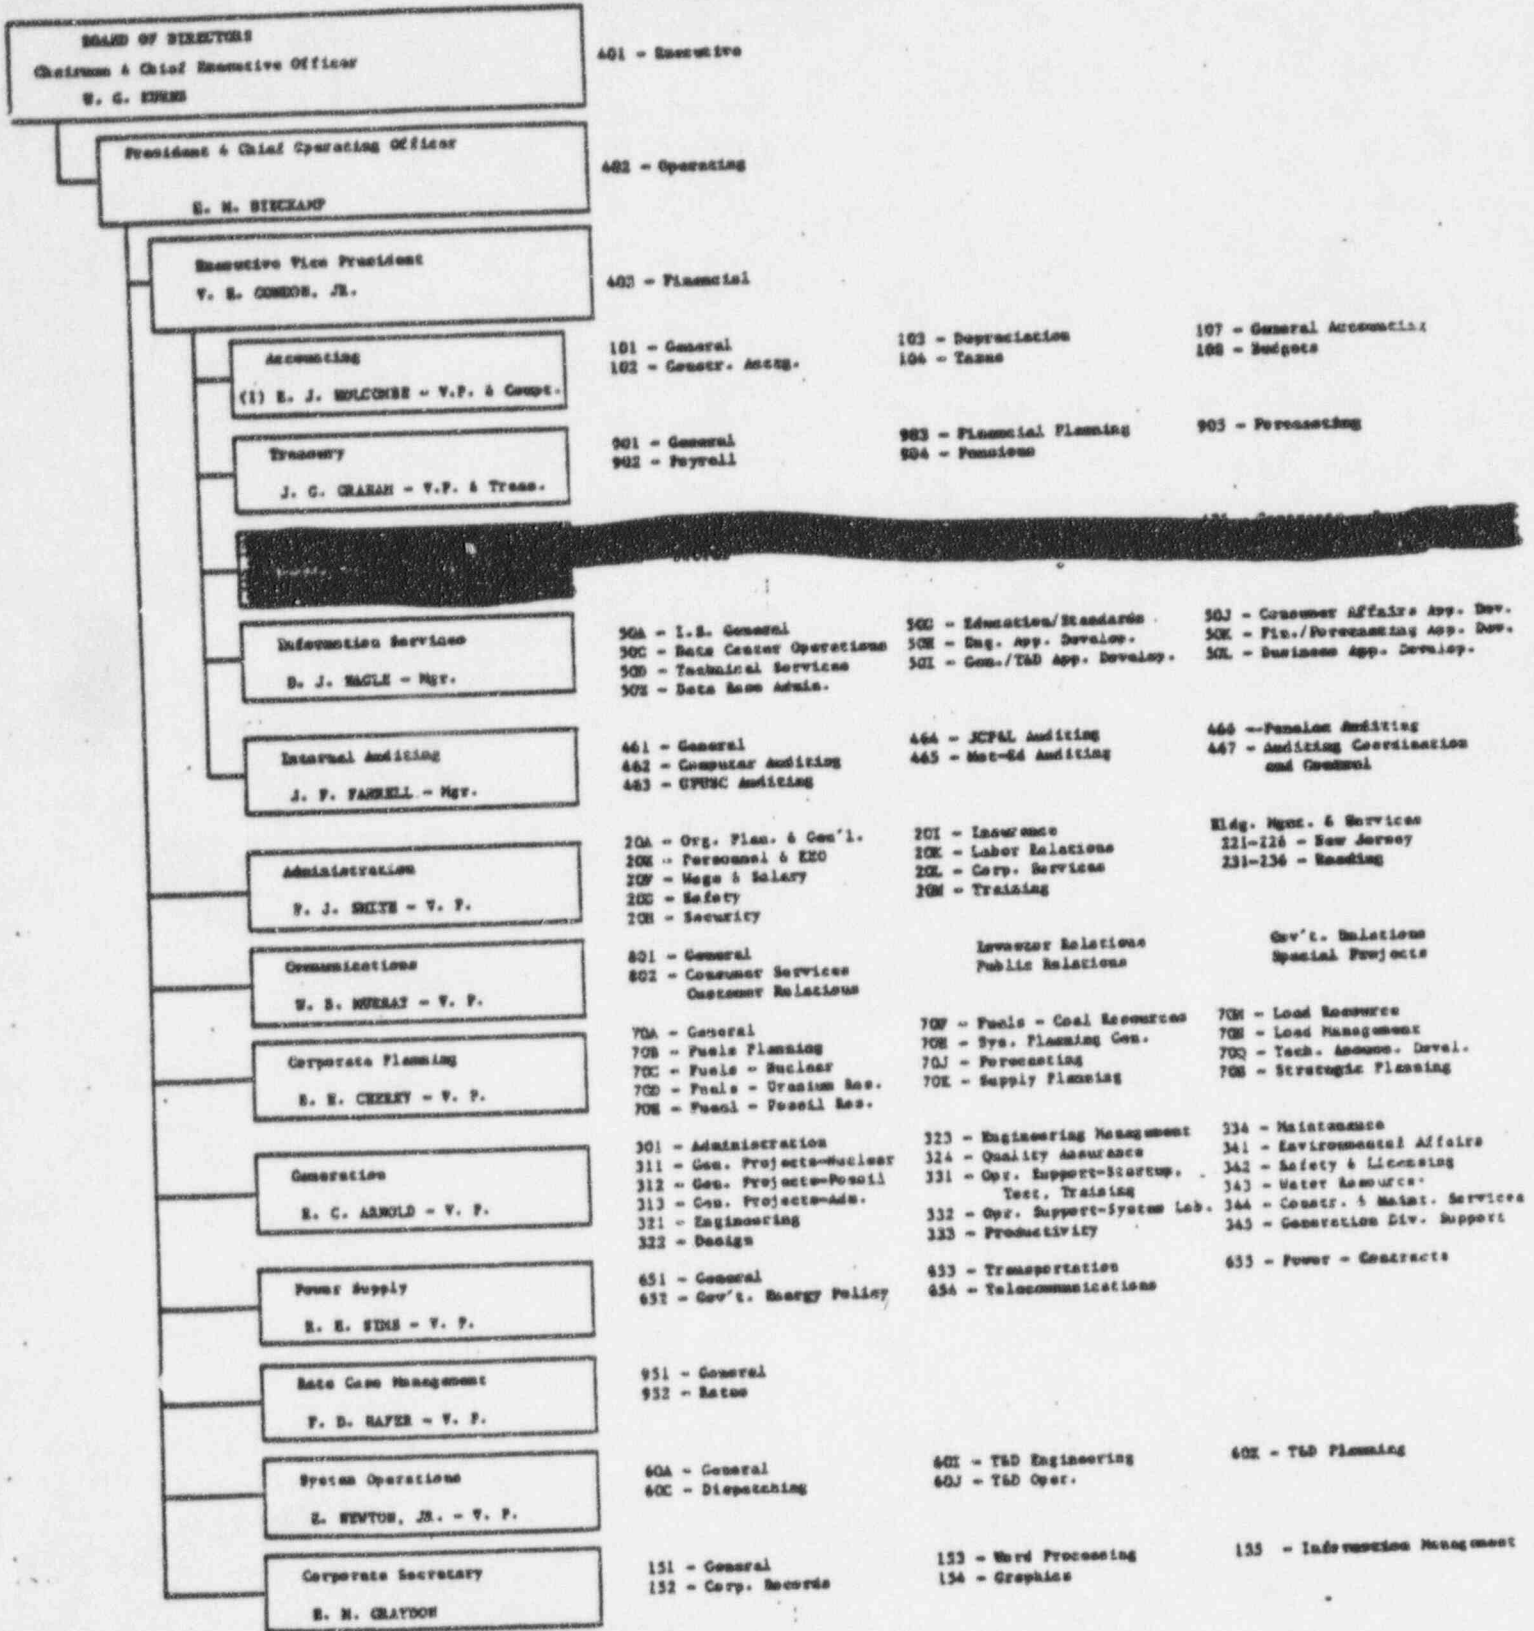 BOARD OF DIRECTORS
Chairman & Chief Executive Officer
W. G. KUHNS
401 - Executive
President & Chief Operating Officer
H. M. DIECKAMP
402 - Operating
Executive Vice President
V. H. CONDON, JR.
403 - Financial
Accounting
(1) E. J. HOLCOMBE - V.P. & Compt.
101 - General
102 - Constr. Acctg.
103 - Depreciation
104 - Taxes
107 - General Accounting
108 - Budgets
Treasury
J. G. GRAHAM - V.P. & Treas.
901 - General
902 - Payroll
903 - Financial Planning
904 - Pensions
905 - Forecasting
Information Services
D. J. NAGLE - Mgr.
50A - I.S. General
50C - Data Center Operations
50D - Technical Services
50E - Data Base Admin.
50G - Education/Standards
50H - Eng. App. Develop.
50I - Gen./T&D App. Develop.
50J - Consumer Affairs App. Dev.
50K - Fin./Forecasting App. Dev.
50L - Business App. Develop.
Internal Auditing
J. F. FARRELL - Mgr.
461 - General
462 - Computer Auditing
463 - GPUSC Auditing
464 - JCP&L Auditing
465 - Met-Ed Auditing
466 - Penelec Auditing
467 - Auditing Coordination
and Control
Administration
F. J. SMITH - V. P.
20A - Org. Plan. & Gen'l.
20E - Personnel & EEO
20F - Wage & Salary
20G - Safety
20H - Security
20I - Insurance
20K - Labor Relations
20L - Corp. Services
20M - Training
Bldg. Mgmt. & Services
221-226 - New Jersey
231-236 - Reading
Communications
W. B. MURRAY - V. P.
801 - General
802 - Consumer Services
Customer Relations
Investor Relations
Public Relations
Gov't. Relations
Special Projects
Corporate Planning
B. H. CHERRY - V. P.
70A - General
70B - Fuels Planning
70C - Fuels - Nuclear
70D - Fuels - Uranium Res.
70E - Fuesl - Fossil Res.
70F - Fuels - Coal Resources
70H - Sys. Planning Gen.
70J - Forecasting
70K - Supply Planning
70M - Load Resource
70N - Load Management
70Q - Tech. Assess. Devel.
70S - Strategic Planning
Generation
R. C. ARNOLD - V. P.
301 - Administration
311 - Gen. Projects-Nuclear
312 - Gen. Projects-Fossil
313 - Gen. Projects-Adm.
321 - Engineering
322 - Design
323 - Engineering Management
324 - Quality Assurance
331 - Opr. Support-Startup,
Test, Training
332 - Opr. Support-System Lab.
333 - Productivity
334 - Maintenance
341 - Environmental Affairs
342 - Safety & Licensing
343 - Water Resource
344 - Constr. & Maint. Services
345 - Generation Div. Support
Power Supply
R. E. SIMS - V. P.
651 - General
652 - Gov't. Energy Policy
653 - Transportation
654 - Telecommunications
655 - Power - Contracts
Rate Case Management
F. D. HAFER - V. P.
951 - General
952 - Rates
System Operations
E. NEWTON, JR. - V. P.
60A - General
60C - Dispatching
60I - T&D Engineering
60J - T&D Oper.
60K - T&D Planning
Corporate Secretary
E. M. GRAYDON
151 - General
152 - Corp. Records
153 - Word Processing
154 - Graphics
155 - Information Management